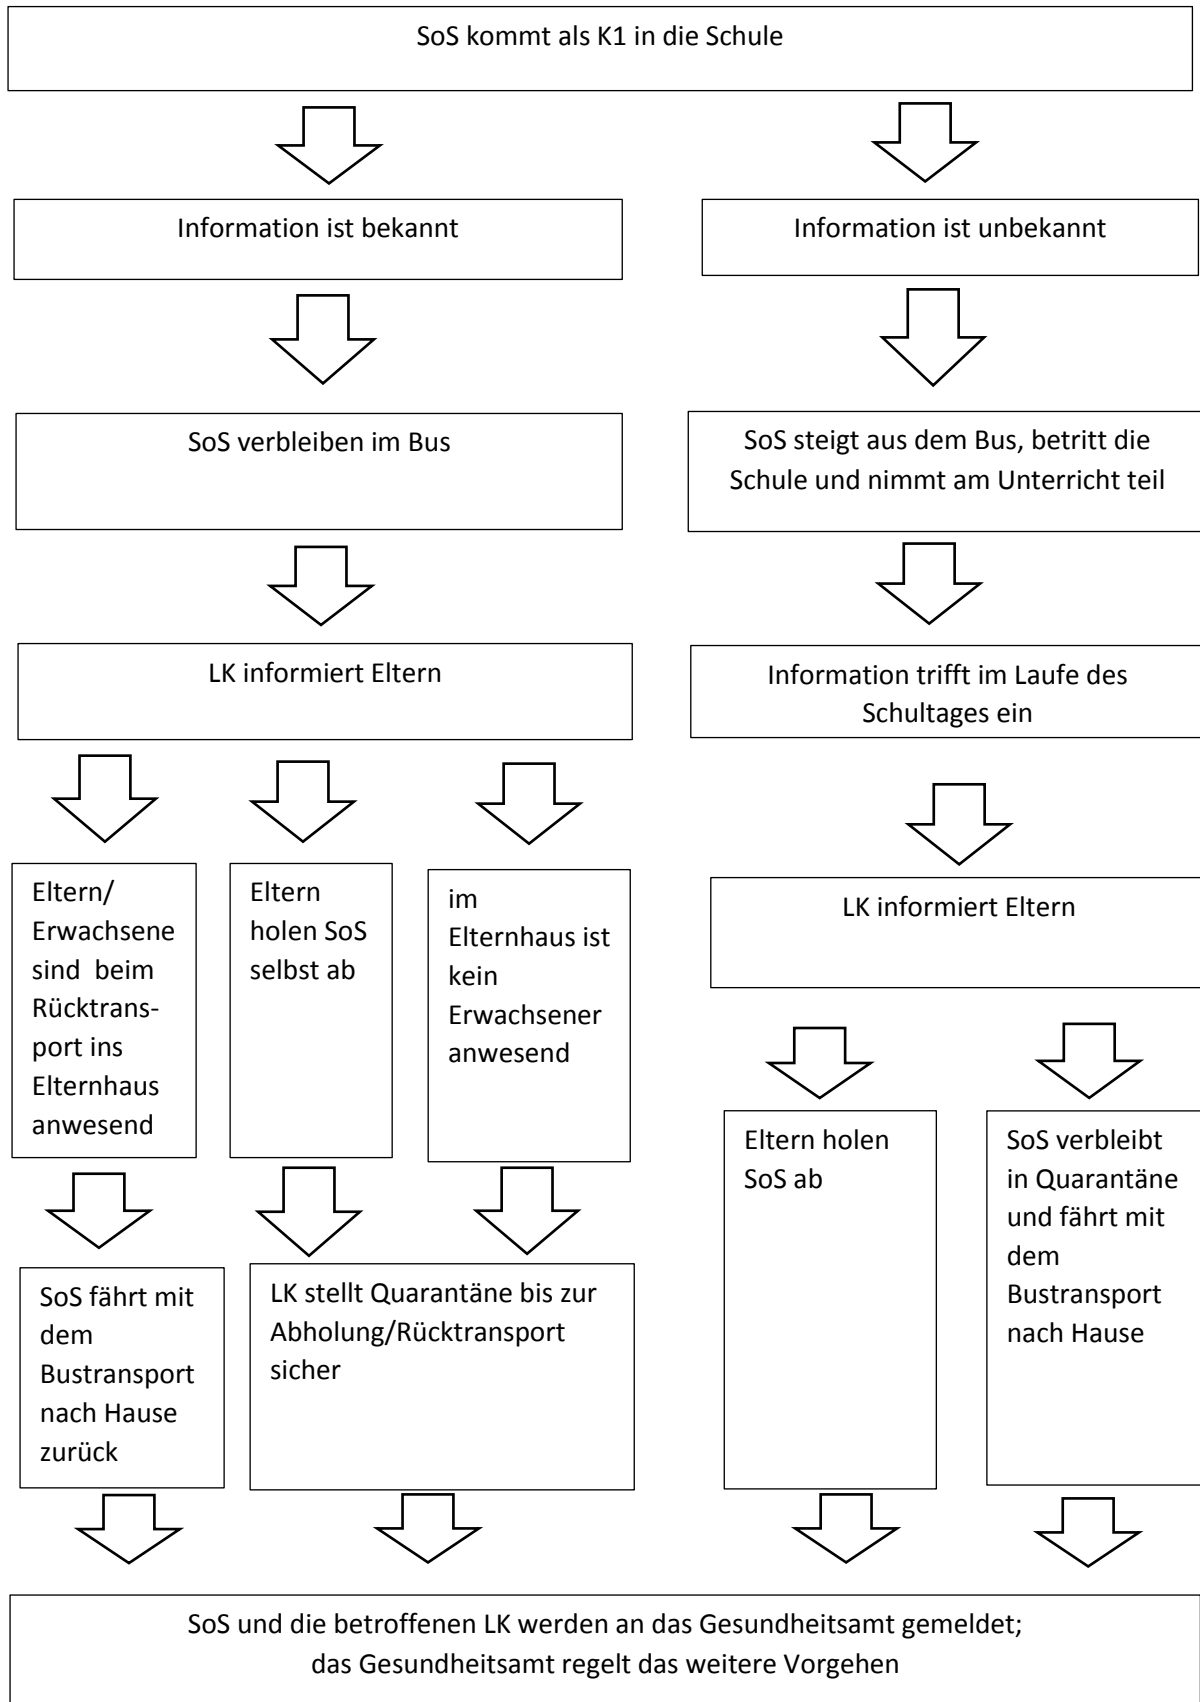 SoS kommt als K1 in die Schule
Information ist bekannt
Information ist unbekannt
SoS verbleiben im Bus
SoS steigt aus dem Bus, betritt die
Schule und nimmt am Unterricht teil
LK informiert Eltern
Information trifft im Laufe des
Schultages ein
Eltern/
Erwachsene
sind  beim
Rücktrans-
port ins
Elternhaus
anwesend
Eltern
holen SoS
selbst ab
im
Elternhaus ist
kein
Erwachsener
anwesend
LK informiert Eltern
Eltern holen
SoS ab
SoS verbleibt
in Quarantäne
und fährt mit
dem
Bustransport
nach Hause
SoS fährt mit
dem
Bustransport
nach Hause
zurück
LK stellt Quarantäne bis zur
Abholung/Rücktransport
sicher
SoS und die betroffenen LK werden an das Gesundheitsamt gemeldet;
das Gesundheitsamt regelt das weitere Vorgehen